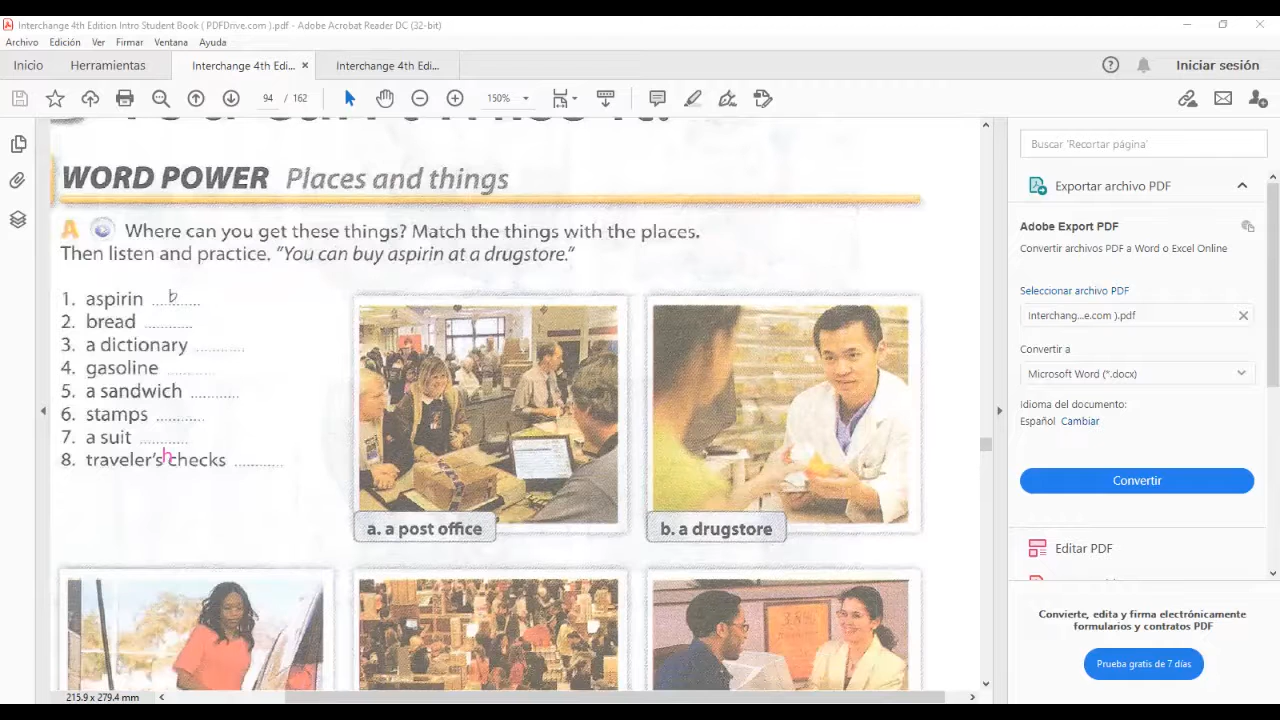 Interchange 4th Edition Intro Student Book ( PDFDrive.com ).pdf - Adobe Acrobat Reader DC (32-bit)
Archivo Edición Ver Firmar Ventana Ayuda
Inicio Herramientas Interchange 4th Edi... × Interchange 4th Edi... Iniciar sesión
94 / 162 150%
WORD POWER Places and things
A Where can you get these things? Match the things with the places.
Then listen and practice. "You can buy aspirin at a drugstore."
1. aspirin b
2. bread
3. a dictionary
4. gasoline
5. a sandwich
6. stamps
7. a suit
h
8. traveler's checks
a. a post office
b. a drugstore
215.9 x 279.4 mm
Buscar 'Recortar página'
Exportar archivo PDF
Adobe Export PDF
Convertir archivos PDF a Word o Excel Online
Seleccionar archivo PDF
Interchang...e.com ).pdf
Convertir a
Microsoft Word (*.docx)
Idioma del documento:
Español Cambiar
Convertir
Editar PDF
Convierte, edita y firma electrónicamente
formularios y contratos PDF
Prueba gratis de 7 días